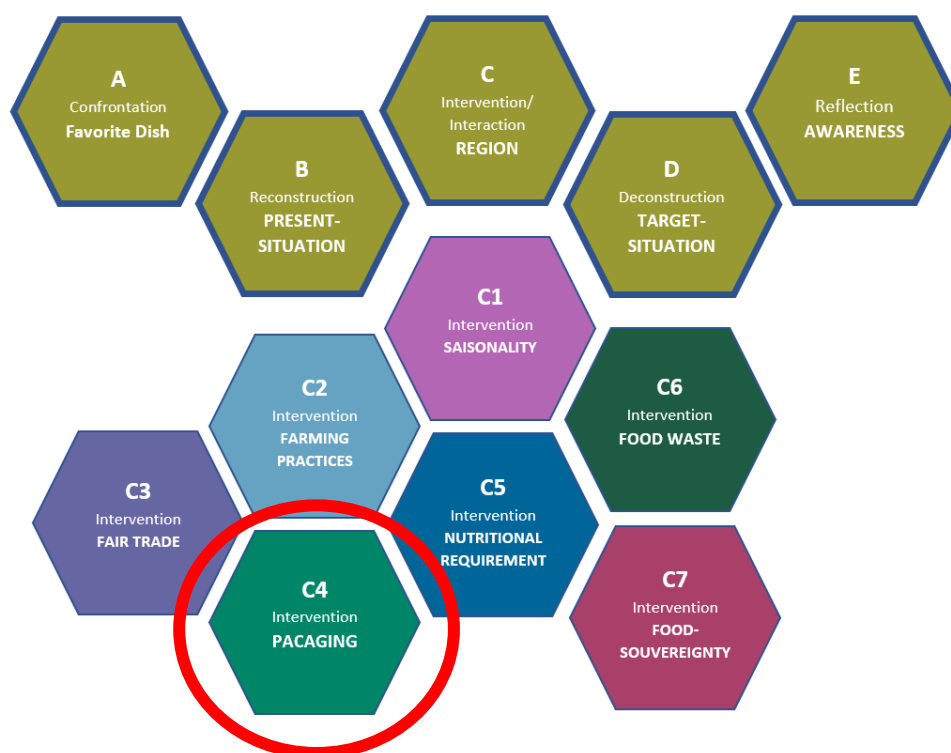 A
Confrontation
Favorite Dish
B
Reconstruction
PRESENT-
SITUATION
C
Intervention/
Interaction
REGION
D
Deconstruction
TARGET-
SITUATION
E
Reflection
AWARENESS
C1
Intervention
SAISONALITY
C2
Intervention
FARMING
PRACTICES
C6
Intervention
FOOD WASTE
C3
Intervention
FAIR TRADE
C5
Intervention
NUTRITIONAL
REQUIREMENT
C4
Intervention
PACAGING
C7
Intervention
FOOD-
SOUVEREIGNTY